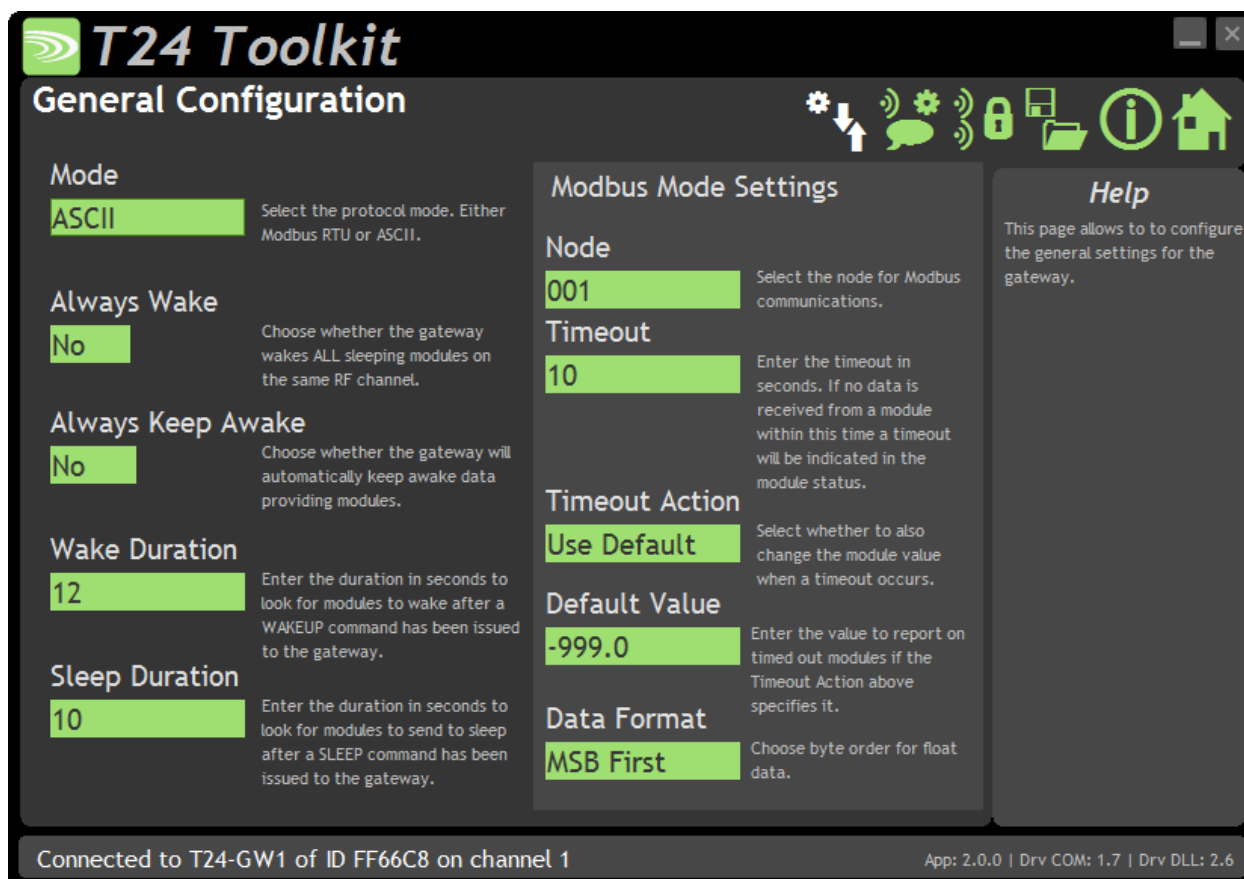 T24 Toolkit
General Configuration
Mode
ASCII
Select the protocol mode. Either
Modbus RTU or ASCII.
Always Wake
No
Choose whether the gateway
wakes ALL sleeping modules on
the same RF channel.
Always Keep Awake
No
Choose whether the gateway will
automatically keep awake data
providing modules.
Wake Duration
12
Enter the duration in seconds to
look for modules to wake after a
WAKEUP command has been issued
to the gateway.
Sleep Duration
10
Enter the duration in seconds to
look for modules to send to sleep
after a SLEEP command has been
issued to the gateway.
Modbus Mode Settings
Node
001
Select the node for Modbus
communications.
Timeout
10
Enter the timeout in
seconds. If no data is
received from a module
within this time a timeout
will be indicated in the
module status.
Timeout Action
Use Default
Select whether to also
change the module value
when a timeout occurs.
Default Value
-999.0
Enter the value to report on
timed out modules if the
Timeout Action above
specifies it.
Data Format
MSB First
Choose byte order for float
data.
Help
This page allows to to configure
the general settings for the
gateway.
Connected to T24-GW1 of ID FF66C8 on channel 1
App: 2.0.0 | Drv COM: 1.7 | Drv DLL: 2.6